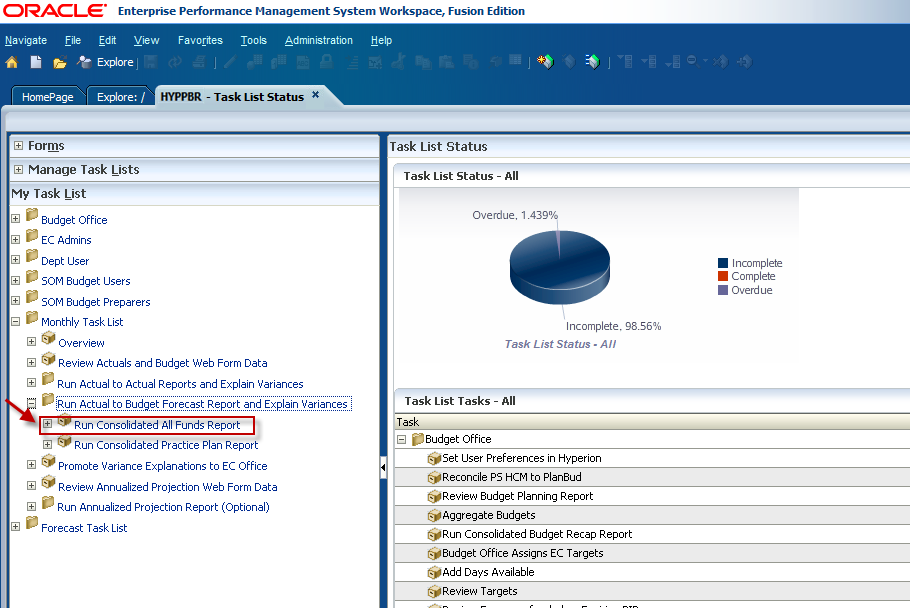 ORACLE® Enterprise Performance Management System Workspace, Fusion Edition
Navigate File Edit View Favorites Tools Administration Help
Explore
HomePage Explore: / HYPPBR - Task List Status
Forms
Manage Task Lists
My Task List
Budget Office
EC Admins
Dept User
SOM Budget Users
SOM Budget Preparers
Monthly Task List
Overview
Review Actuals and Budget Web Form Data
Run Actual to Actual Reports and Explain Variances
Run Actual to Budget Forecast Report and Explain Variances
Run Consolidated All Funds Report
Run Consolidated Practice Plan Report
Promote Variance Explanations to EC Office
Review Annualized Projection Web Form Data
Run Annualized Projection Report (Optional)
Forecast Task List
Task List Status
Task List Status - All
Overdue, 1.439%
Incomplete
Complete
Overdue
Incomplete, 98.56%
Task List Status - All
Task List Tasks - All
Task
Budget Office
Set User Preferences in Hyperion
Reconcile PS HCM to PlanBud
Review Budget Planning Report
Aggregate Budgets
Run Consolidated Budget Recap Report
Budget Office Assigns EC Targets
Add Days Available
Review Targets